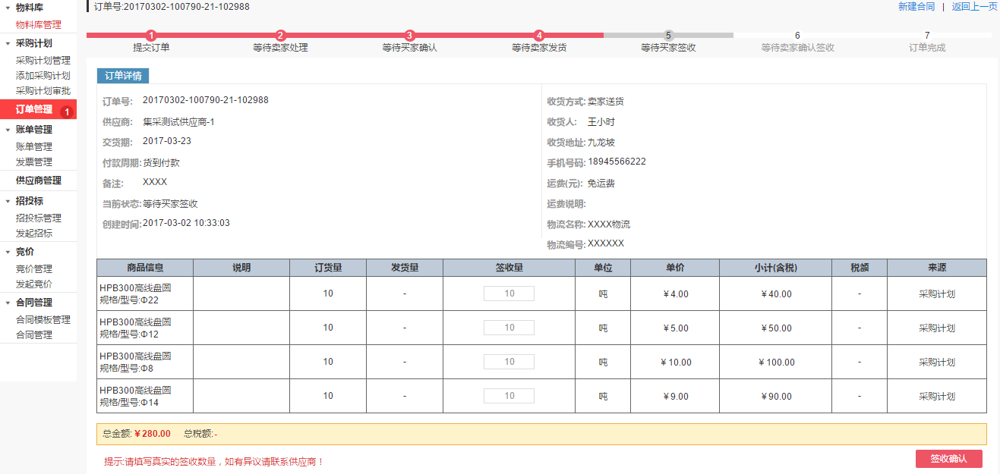 物料库
物料库管理
采购计划
采购计划管理
添加采购计划
采购计划审批
订单管理 1
账单管理
账单管理
发票管理
供应商管理
招投标
招投标管理
发起招标
竞价
竞价管理
发起竞价
合同管理
合同模板管理
合同管理
订单号:20170302-100790-21-102988
新建合同 | 返回上一页
1 2 3 4 5 6 7
提交订单 等待卖家处理 等待买家确认 等待卖家发货 等待买家签收 等待卖家确认签收 订单完成
订单详情
订单号: 20170302-100790-21-102988
供应商: 集采测试供应商-1
交货期: 2017-03-23
付款周期: 货到付款
备注: XXXX
当前状态: 等待买家签收
创建时间: 2017-03-02 10:33:03
收货方式: 卖家送货
收货人: 王小时
收货地址: 九龙坡
手机号码: 18945566222
运费(元): 免运费
运费说明:
物流名称: XXXX物流
物流编号: XXXXXX
商品信息 说明 订货量 发货量 签收量 单位 单价 小计(含税) 税额 来源
HPB300高线盘圆
规格/型号:Φ22 10 - 10 吨 ￥4.00 ￥40.00 - 采购计划
HPB300高线盘圆
规格/型号:Φ12 10 - 10 吨 ￥5.00 ￥50.00 - 采购计划
HPB300高线盘圆
规格/型号:Φ8 10 - 10 吨 ￥10.00 ￥100.00 - 采购计划
HPB300高线盘圆
规格/型号:Φ14 10 - 10 吨 ￥9.00 ￥90.00 - 采购计划
总金额:￥280.00 总税额:-
提示:请填写真实的签收数量，如有异议请联系供应商！
签收确认